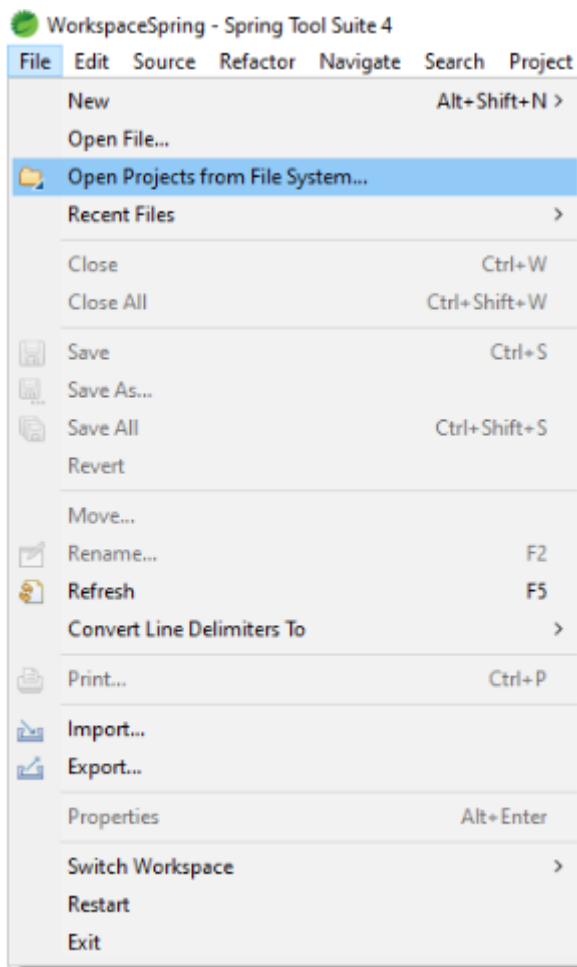 WorkspaceSpring - Spring Tool Suite 4
File Edit Source Refactor Navigate Search Project
New Alt+Shift+N >
Open File...
Open Projects from File System...
Recent Files >
Close Ctrl+W
Close All Ctrl+Shift+W
Save Ctrl+S
Save As...
Save All Ctrl+Shift+S
Revert
Move...
Rename... F2
Refresh F5
Convert Line Delimiters To >
Print... Ctrl+P
Import...
Export...
Properties Alt+Enter
Switch Workspace >
Restart
Exit